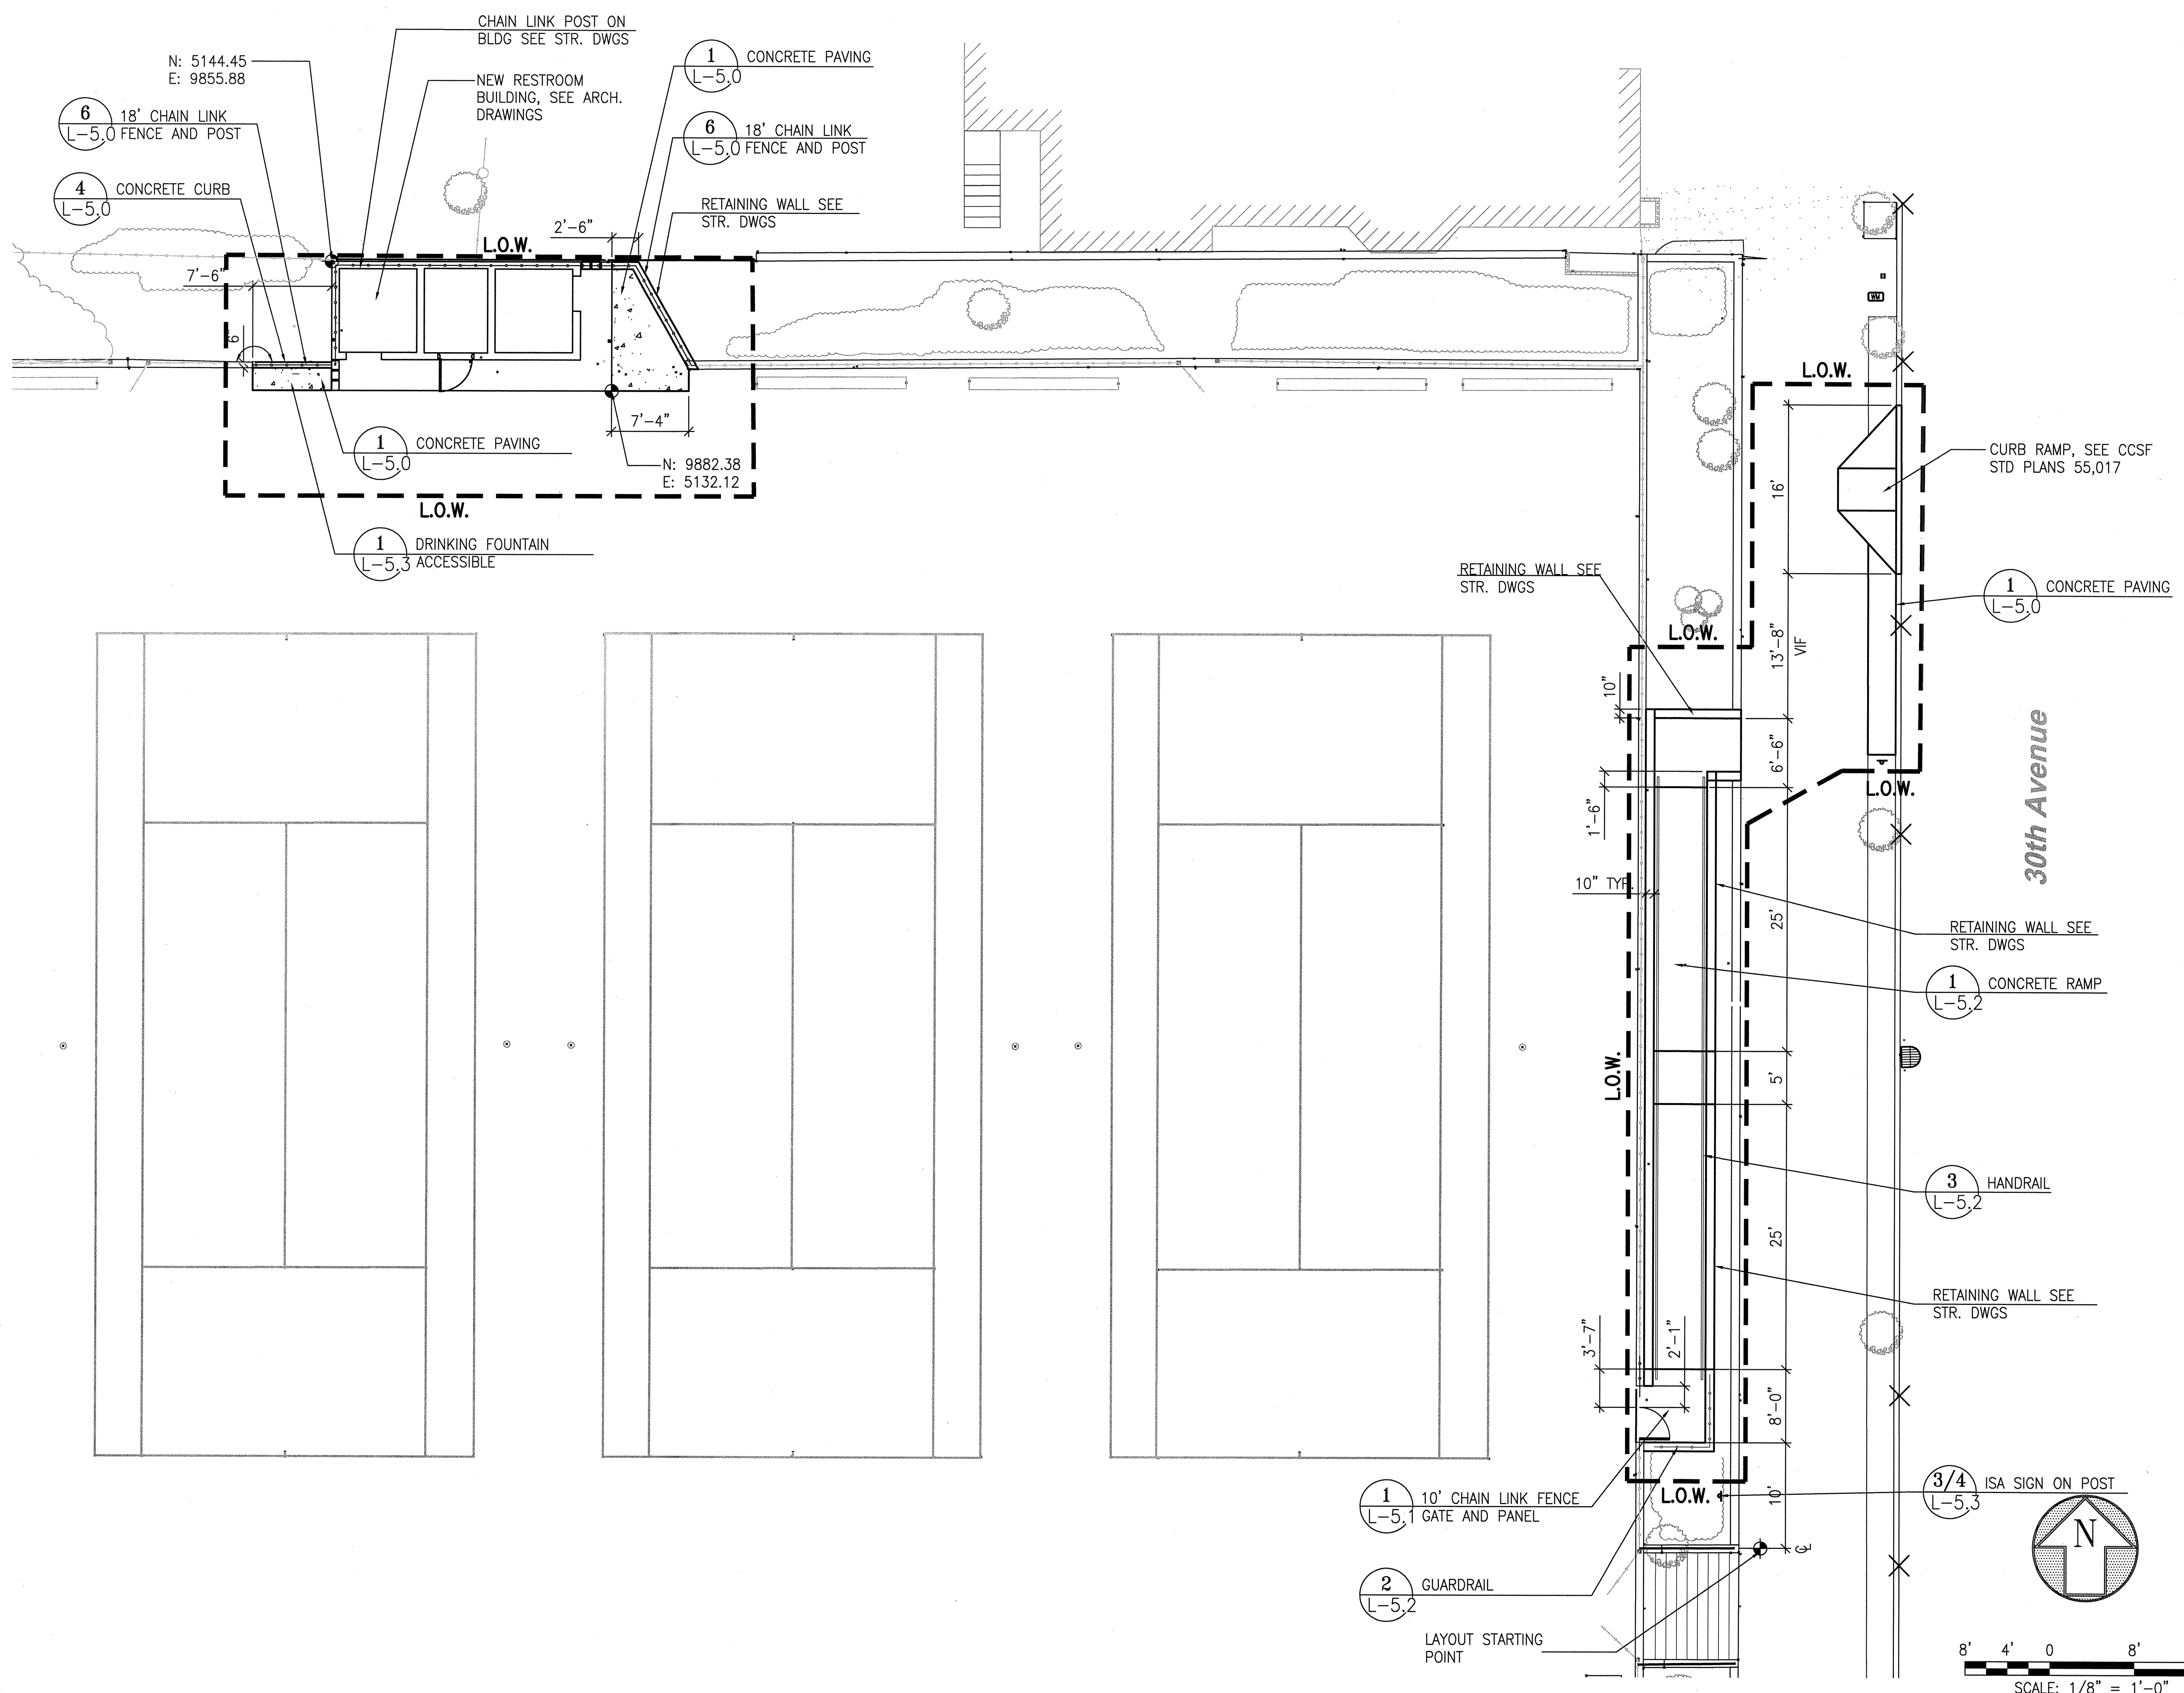 CHAIN LINK POST ON
BLDG SEE STR. DWGS
N: 5144.45
E: 9855.88
NEW RESTROOM
BUILDING, SEE ARCH.
DRAWINGS
1
L-5.0
CONCRETE PAVING
6
L-5.0
18' CHAIN LINK
FENCE AND POST
6
L-5.0
18' CHAIN LINK
FENCE AND POST
4
L-5.0
CONCRETE CURB
RETAINING WALL SEE
STR. DWGS
2'-6"
L.O.W.
7'-6"
6"
7'-4"
1
L-5.0
CONCRETE PAVING
N: 9882.38
E: 5132.12
L.O.W.
1
L-5.3
DRINKING FOUNTAIN
ACCESSIBLE
WM
L.O.W.
CURB RAMP, SEE CCSF
STD PLANS 55,017
16'
RETAINING WALL SEE
STR. DWGS
1
L-5.0
CONCRETE PAVING
L.O.W.
13'-8"
VIF
10"
6'-6"
1'-6"
L.O.W.
30th Avenue
10" TYP.
25'
RETAINING WALL SEE
STR. DWGS
1
L-5.2
CONCRETE RAMP
L.O.W.
5'
3
L-5.2
HANDRAIL
25'
RETAINING WALL SEE
STR. DWGS
3'-7"
2'-1"
8'-0"
1
L-5.1
10' CHAIN LINK FENCE
GATE AND PANEL
L.O.W.
10'
3/4
L-5.3
ISA SIGN ON POST
N
2
L-5.2
GUARDRAIL
CL
LAYOUT STARTING
POINT
8' 4' 0 8'
SCALE: 1/8" = 1'-0"